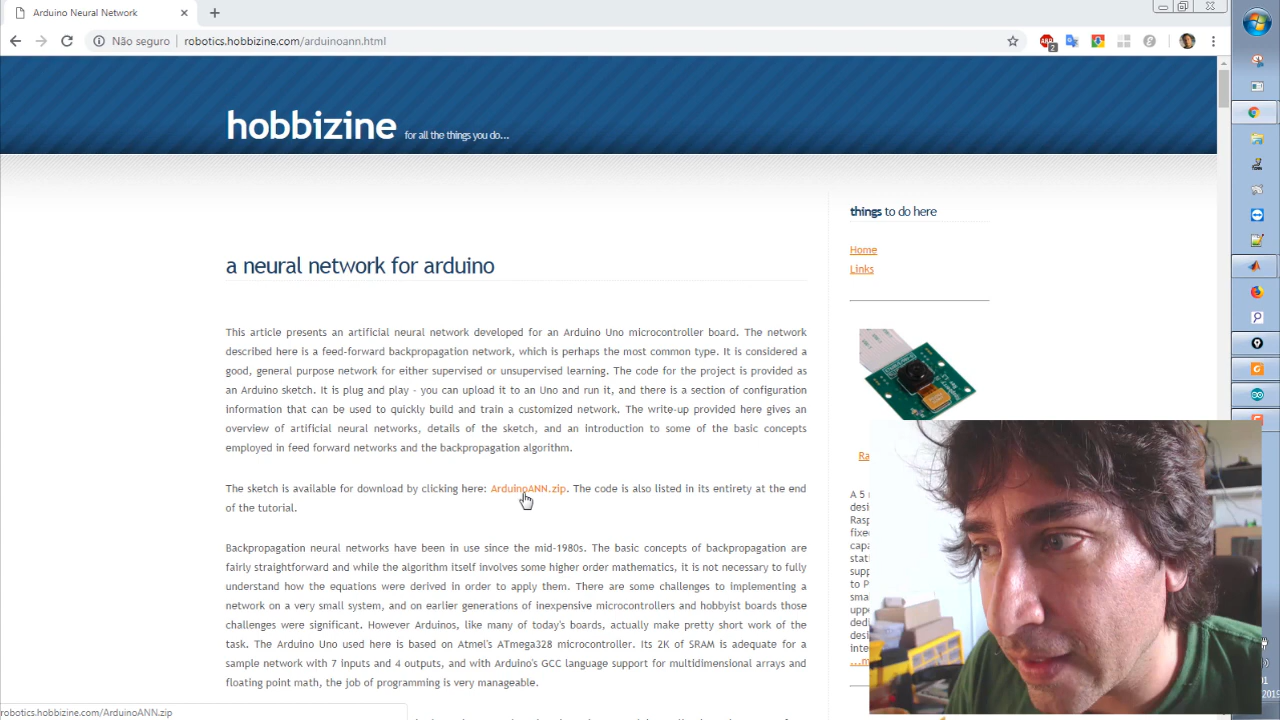 Arduino Neural Network
Não seguro
robotics.hobbizine.com/arduinoann.html
2
hobbizine for all the things you do...
things to do here
Home
Links
a neural network for arduino
This article presents an artificial neural network developed for an Arduino Uno microcontroller board. The network
described here is a feed-forward backpropagation network, which is perhaps the most common type. It is considered a
good, general purpose network for either supervised or unsupervised learning. The code for the project is provided as
an Arduino sketch. It is plug and play - you can upload it to an Uno and run it, and there is a section of configuration
information that can be used to quickly build and train a customized network. The write-up provided here gives an
overview of artificial neural networks, details of the sketch, and an introduction to some of the basic concepts
employed in feed forward networks and the backpropagation algorithm.
The sketch is available for download by clicking here: ArduinoANN.zip. The code is also listed in its entirety at the end
of the tutorial.
Backpropagation neural networks have been in use since the mid-1980s. The basic concepts of backpropagation are
fairly straightforward and while the algorithm itself involves some higher order mathematics, it is not necessary to fully
understand how the equations were derived in order to apply them. There are some challenges to implementing a
network on a very small system, and on earlier generations of inexpensive microcontrollers and hobbyist boards those
challenges were significant. However Arduinos, like many of today's boards, actually make pretty short work of the
task. The Arduino Uno used here is based on Atmel's ATmega328 microcontroller. Its 2K of SRAM is adequate for a
sample network with 7 inputs and 4 outputs, and with Arduino's GCC language support for multidimensional arrays and
floating point math, the job of programming is very manageable.
A 5
robotics.hobbizine.com/ArduinoANN.zip